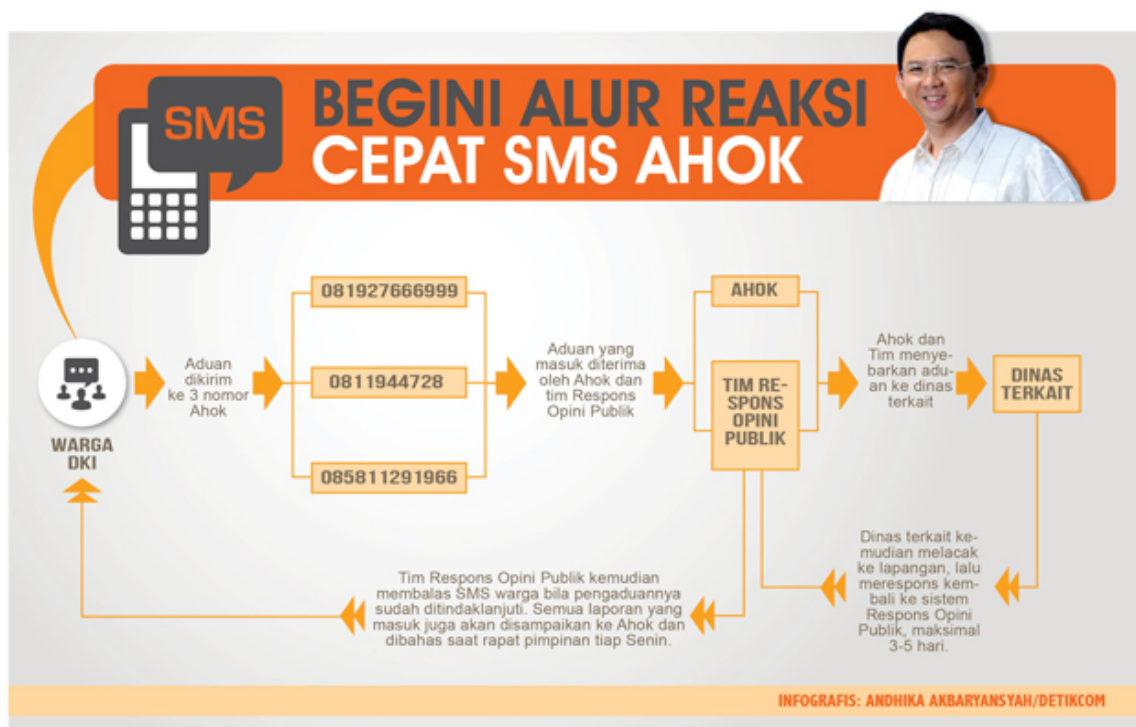 SMS
BEGINI ALUR REAKSI
CEPAT SMS AHOK
WARGA
DKI
Aduan
dikirim
ke 3 nomor
Ahok
081927666999
0811944728
085811291966
Aduan yang
masuk diterima
oleh Ahok dan
tim Respons
Opini Publik
AHOK
TIM RE-
SPONS
OPINI
PUBLIK
Ahok dan
Tim menye-
barkan adu-
an ke dinas
terkait
DINAS
TERKAIT
Dinas terkait ke-
mudian melacak
ke lapangan, lalu
merespons kem-
bali ke sistem
Respons Opini
Publik, maksimal
3-5 hari.
Tim Respons Opini Publik kemudian
membalas SMS warga bila pengaduannya
sudah ditindaklanjuti. Semua laporan yang
masuk juga akan disampaikan ke Ahok dan
dibahas saat rapat pimpinan tiap Senin.
INFOGRAFIS: ANDHIKA AKBARYANSYAH/DETIKCOM